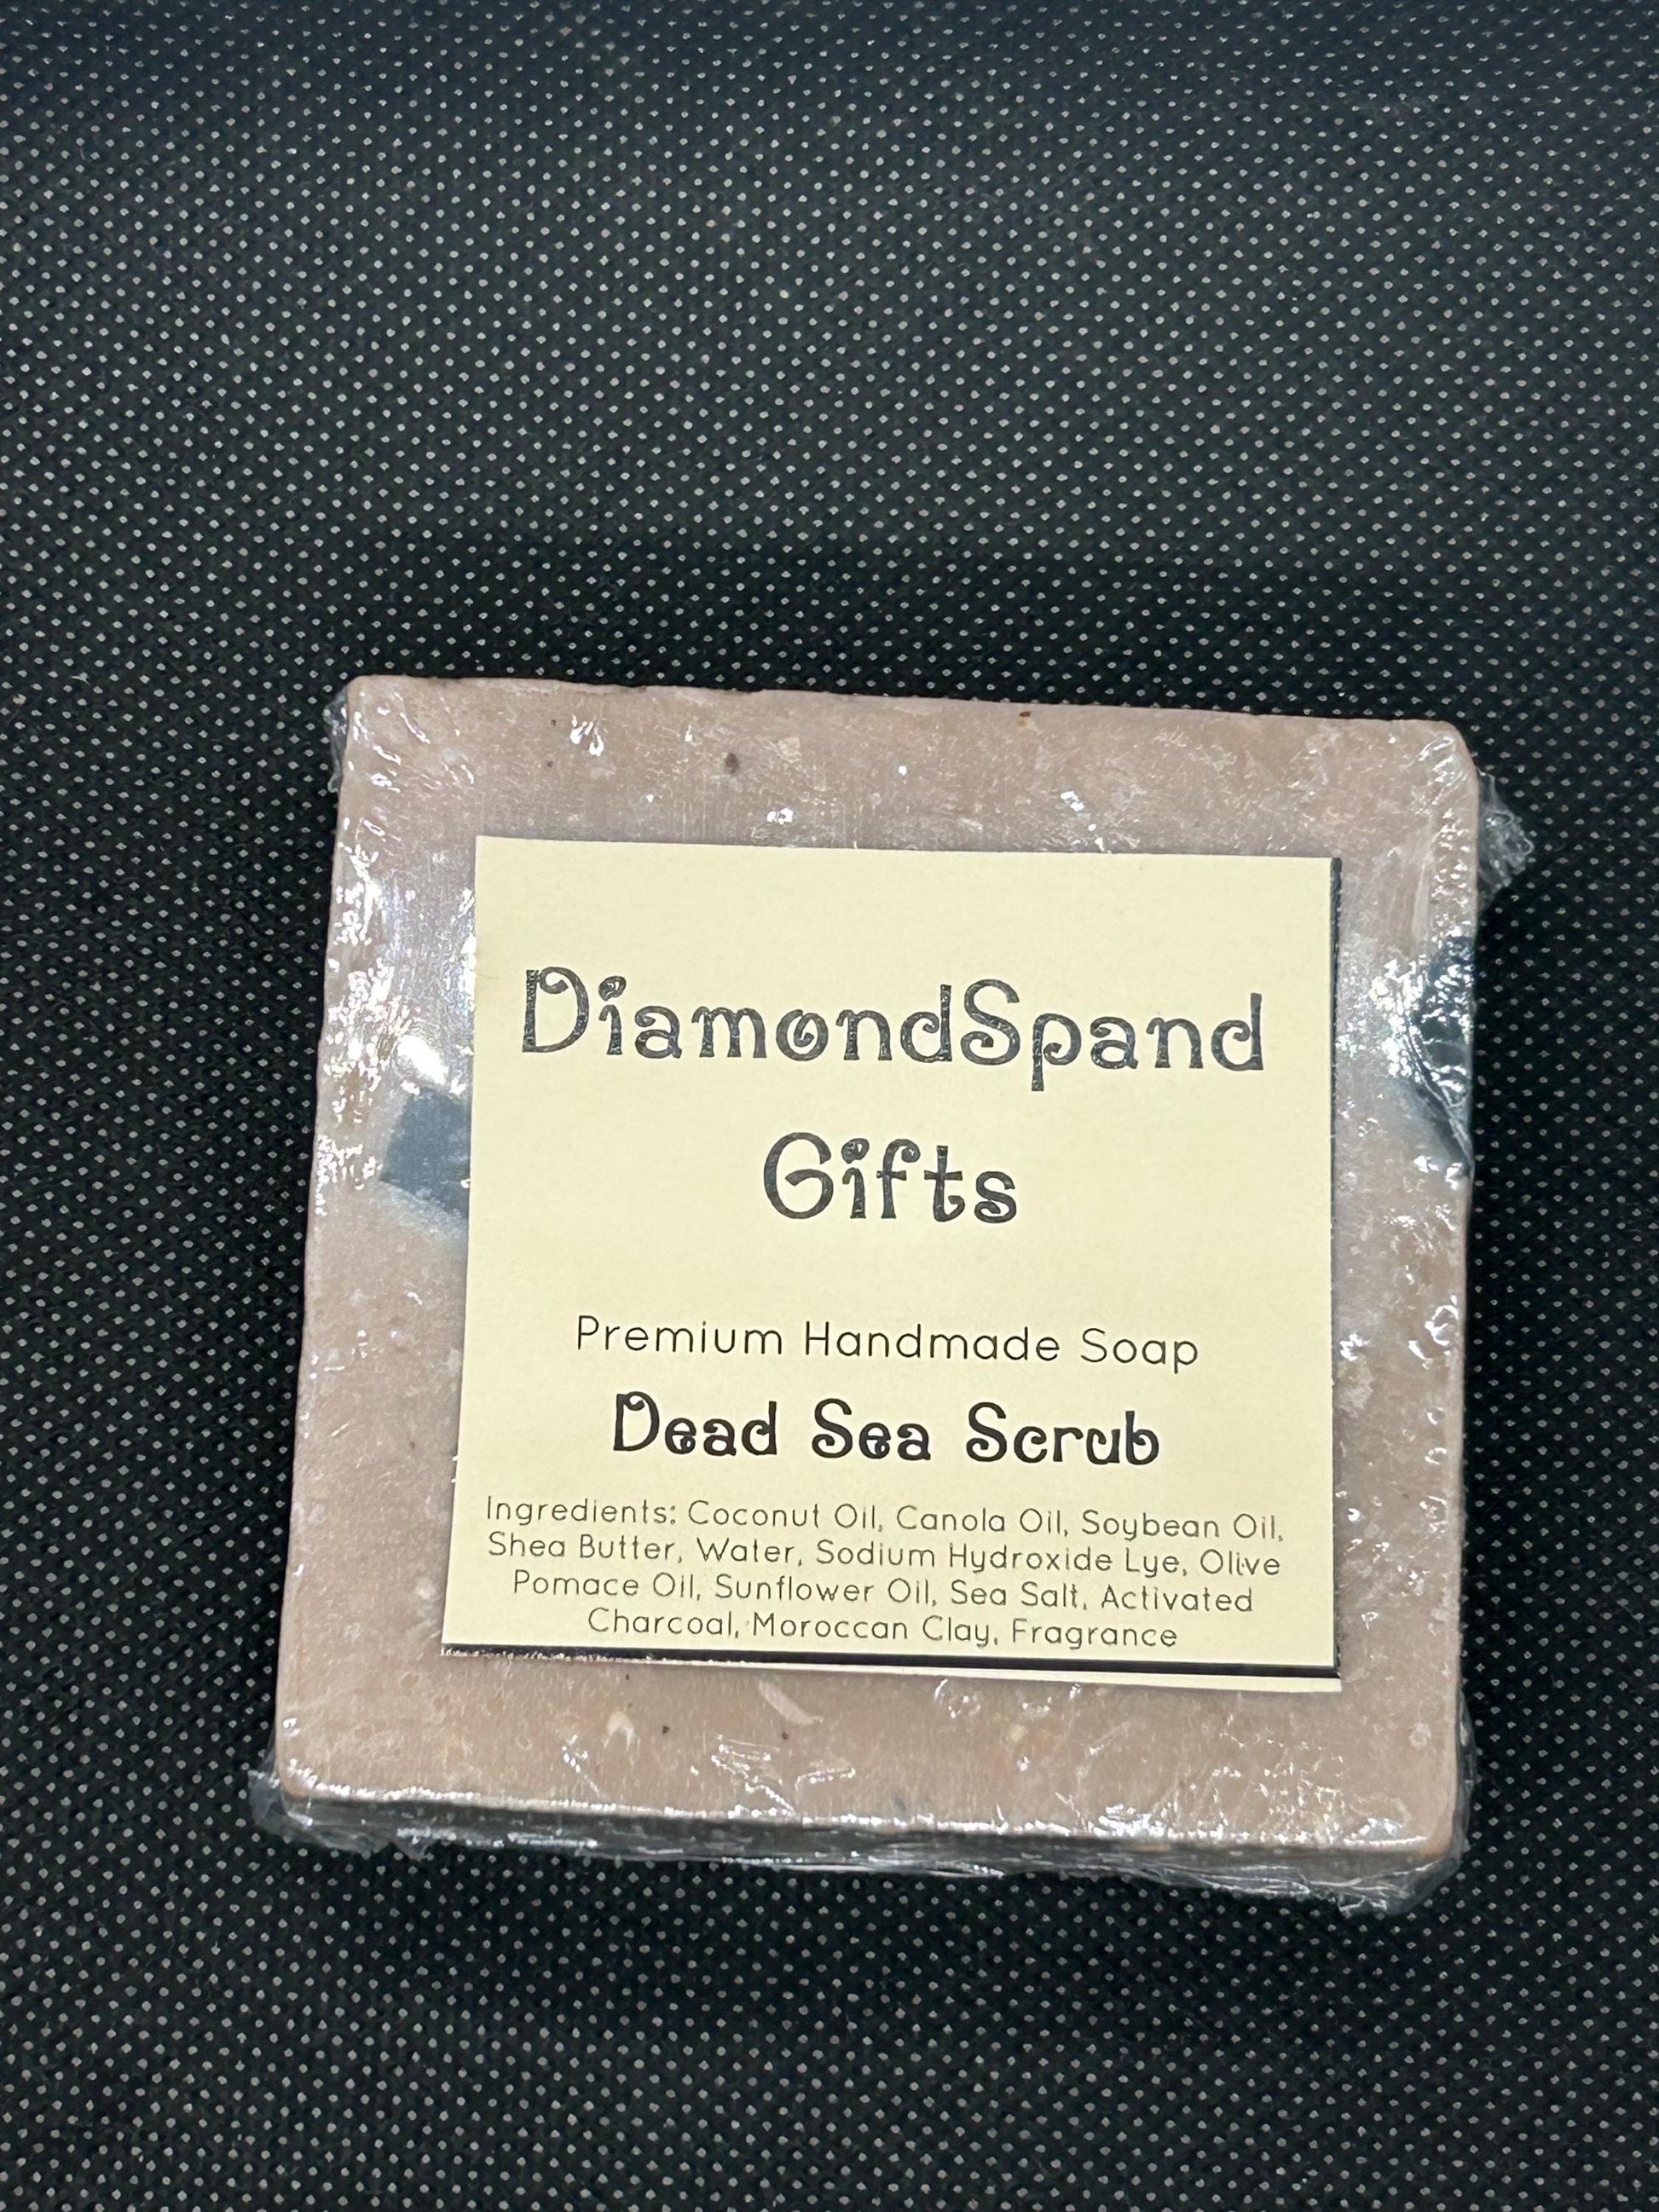 DiamondSpand
Gifts
Premium Handmade Soap
Dead Sea Scrub
Ingredients: Coconut Oil, Canola Oil, Soybean Oil,
Shea Butter, Water, Sodium Hydroxide Lye, Olive
Pomace Oil, Sunflower Oil, Sea Salt, Activated
Charcoal, Moroccan Clay, Fragrance